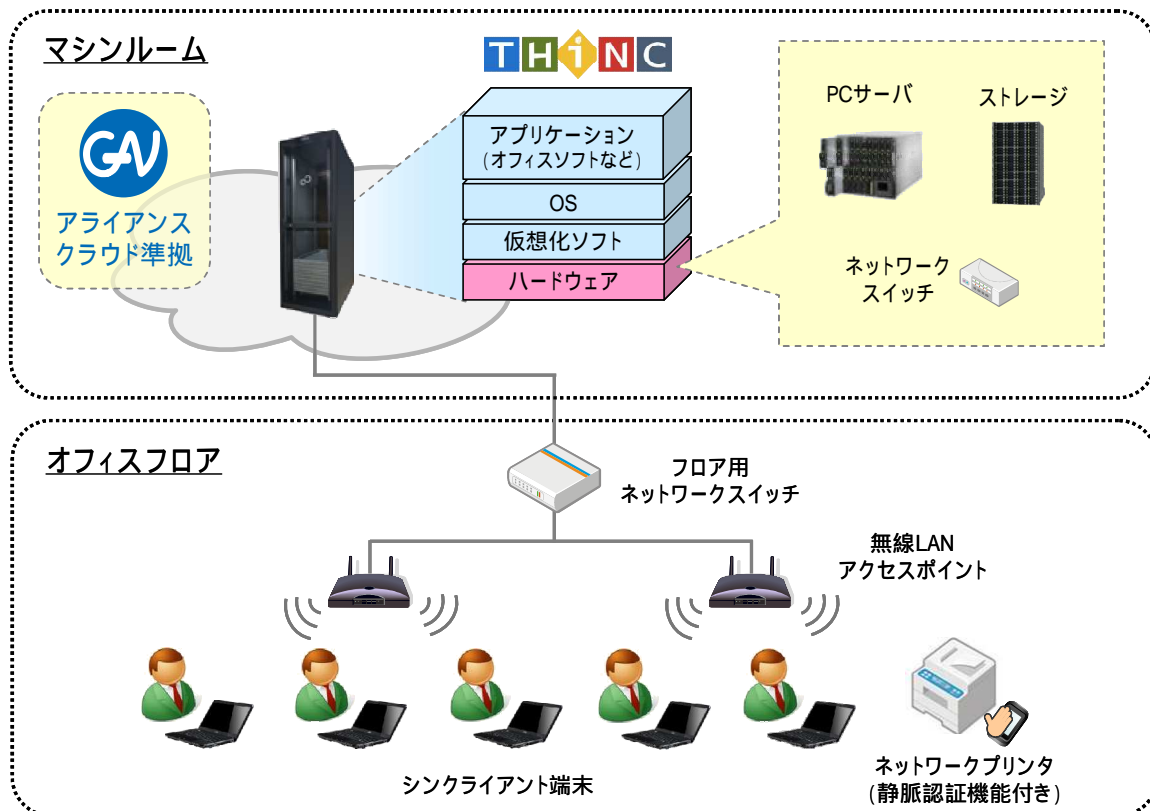 マシンルーム
THiNC
GAV
アライアンス
クラウド準拠
アプリケーション
(オフィスソフトなど)
OS
仮想化ソフト
ハードウェア
PCサーバ
ストレージ
ネットワーク
スイッチ
オフィスフロア
フロア用
ネットワークスイッチ
無線LAN
アクセスポイント
シンクライアント端末
ネットワークプリンタ
(静脈認証機能付き)